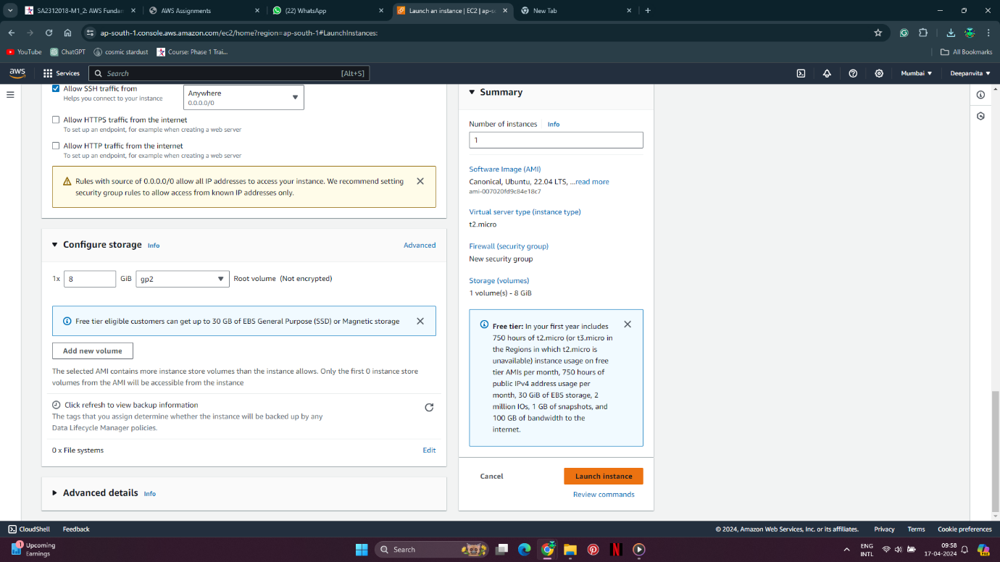 SA2312018-M1_2: AWS Fundam
AWS Assignments
(22) WhatsApp
Launch an instance | EC2 | ap-so
New Tab
ap-south-1.console.aws.amazon.com/ec2/home?region=ap-south-1#LaunchInstances:
YouTube
ChatGPT
cosmic stardust
Course: Phase 1 Trai...
All Bookmarks
aws
Services
Search
[Alt+S]
Mumbai
Deepanvita
Allow SSH traffic from
Helps you connect to your instance
Anywhere
0.0.0.0/0
Allow HTTPS traffic from the internet
To set up an endpoint, for example when creating a web server
Allow HTTP traffic from the internet
To set up an endpoint, for example when creating a web server
Rules with source of 0.0.0.0/0 allow all IP addresses to access your instance. We recommend setting
security group rules to allow access from known IP addresses only.
Configure storage Info
Advanced
1x 8 GiB gp2 Root volume (Not encrypted)
Free tier eligible customers can get up to 30 GB of EBS General Purpose (SSD) or Magnetic storage
Add new volume
The selected AMI contains more instance store volumes than the instance allows. Only the first 0 instance store
volumes from the AMI will be accessible from the instance
Click refresh to view backup information
The tags that you assign determine whether the instance will be backed up by any
Data Lifecycle Manager policies.
0 x File systems
Edit
Advanced details Info
Summary
Number of instances Info
1
Software Image (AMI)
Canonical, Ubuntu, 22.04 LTS, ...read more
ami-007020fd9c84e18c7
Virtual server type (instance type)
t2.micro
Firewall (security group)
New security group
Storage (volumes)
1 volume(s) - 8 GiB
Free tier: In your first year includes
750 hours of t2.micro (or t3.micro in
the Regions in which t2.micro is
unavailable) instance usage on free
tier AMIs per month, 750 hours of
public IPv4 address usage per
month, 30 GiB of EBS storage, 2
million IOs, 1 GB of snapshots, and
100 GB of bandwidth to the
internet.
Cancel
Launch instance
Review commands
CloudShell
Feedback
© 2024, Amazon Web Services, Inc. or its affiliates.
Privacy
Terms
Cookie preferences
1
Upcoming
Earnings
Search
ENG
INTL
09:58
17-04-2024